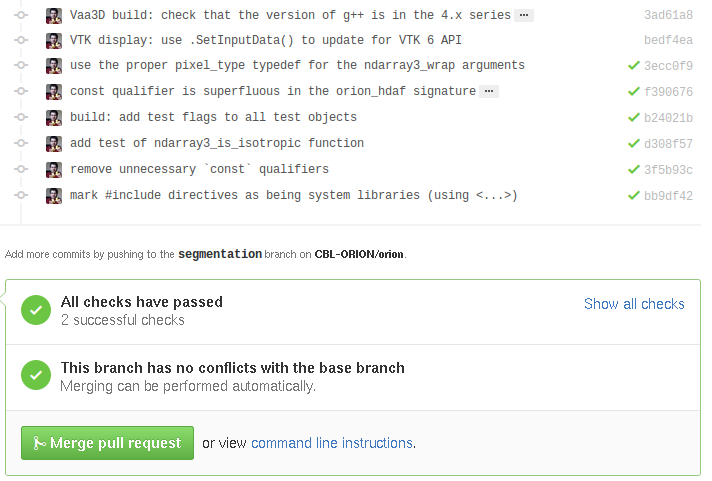 Vaa3D build: check that the version of g++ is in the 4.x series … 3ad61a8
VTK display: use .SetInputData() to update for VTK 6 API bedf4ea
use the proper pixel_type typedef for the ndarray3_wrap arguments 3ecc0f9
const qualifier is superfluous in the orion_hdaf signature … f390676
build: add test flags to all test objects b24021b
add test of ndarray3_is_isotropic function d308f57
remove unnecessary `const` qualifiers 3f5b93c
mark #include directives as being system libraries (using <...>) bb9df42
Add more commits by pushing to the segmentation branch on CBL-ORION/orion.
All checks have passed Show all checks
2 successful checks
This branch has no conflicts with the base branch
Merging can be performed automatically.
Merge pull request or view command line instructions.